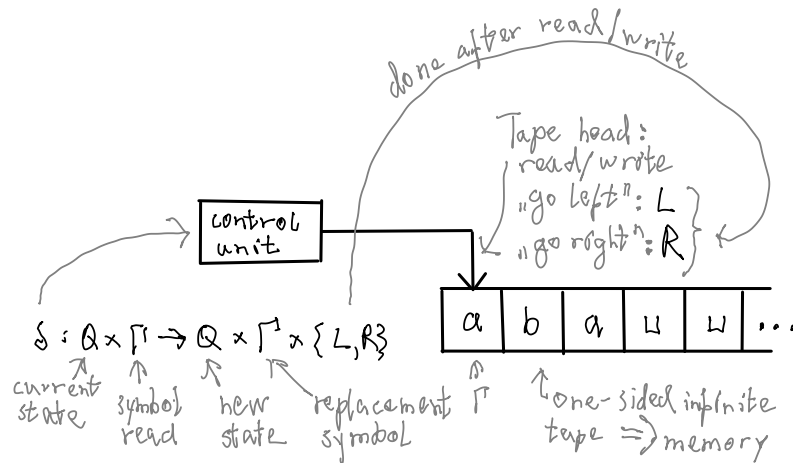 done after read/write
Tape head:
read/write
„go left": L
„go right": R
control
unit
δ : Q × Γ → Q × Γ × { L, R }
a b a ⊔ ⊔ ...
current
state
symbol
read
new
state
replacement
symbol
Γ
one-sided infinite
tape ⇒ memory